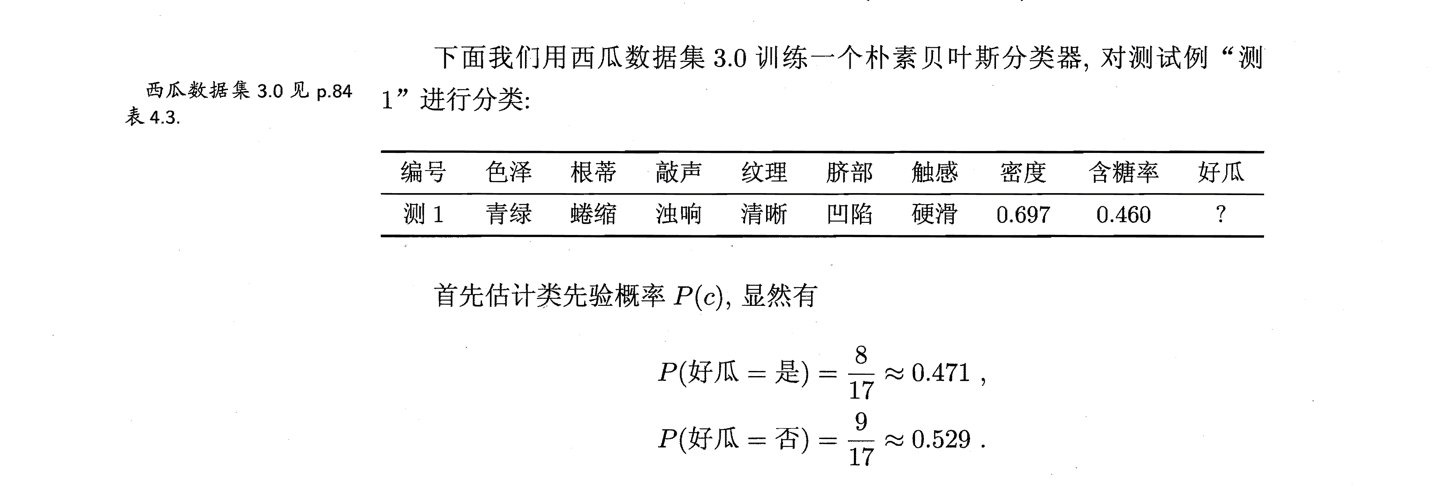 下面我们用西瓜数据集 3.0 训练一个朴素贝叶斯分类器, 对测试例“测
1”进行分类:
西瓜数据集 3.0 见 p.84
表 4.3.
编号 色泽 根蒂 敲声 纹理 脐部 触感 密度 含糖率 好瓜
测 1 青绿 蜷缩 浊响 清晰 凹陷 硬滑 0.697 0.460 ?
首先估计类先验概率 P(c), 显然有
P(好瓜 = 是) = 8/17 ≈ 0.471 ,
P(好瓜 = 否) = 9/17 ≈ 0.529 .